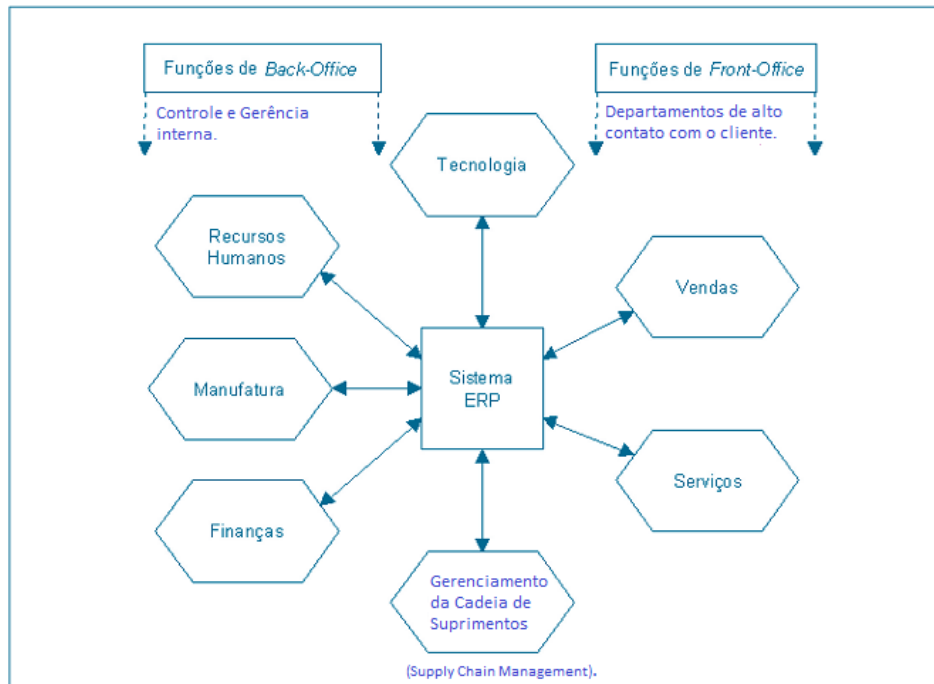 Funções de Back-Office
Funções de Front-Office
Controle e Gerência
interna.
Departamentos de alto
contato com o cliente.
Tecnologia
Recursos
Humanos
Vendas
Manufatura
Sistema
ERP
Serviços
Finanças
Gerenciamento
da Cadeia de
Suprimentos
(Supply Chain Management).